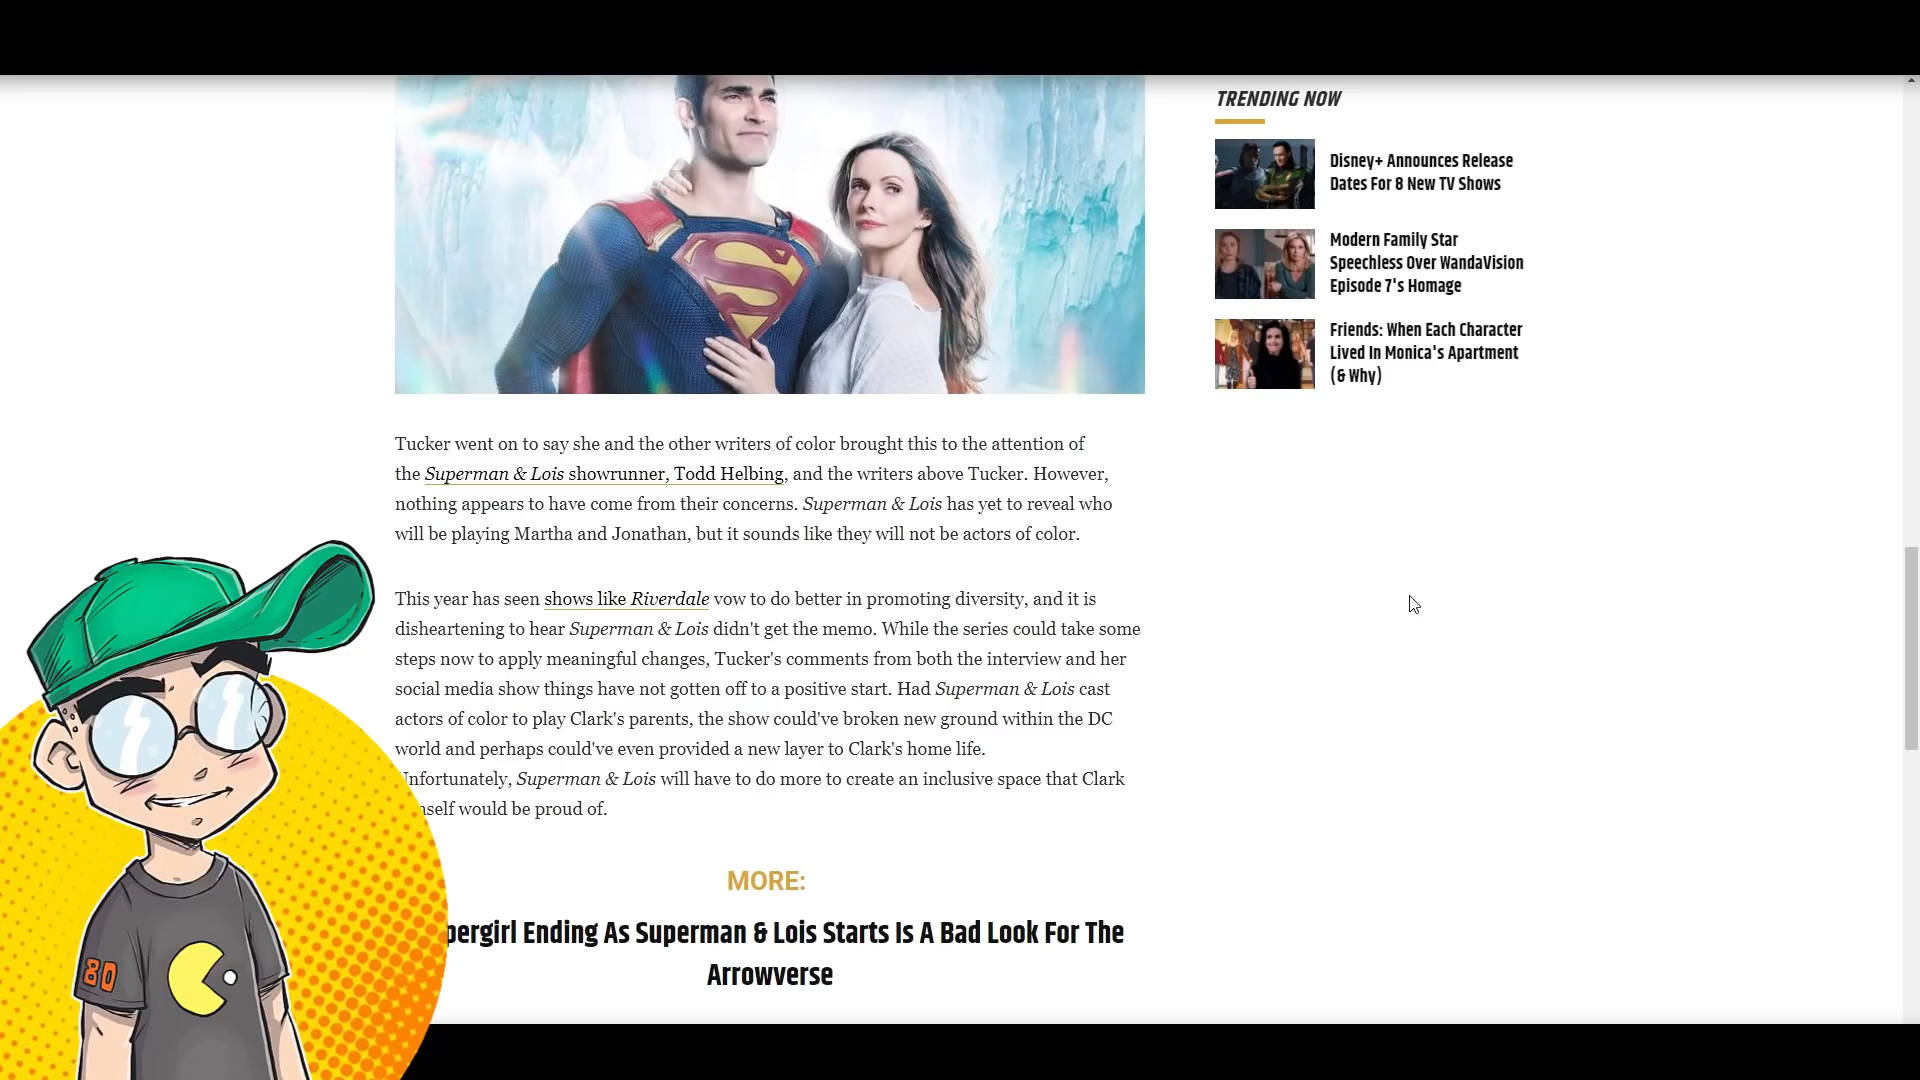 TRENDING NOW
Disney+ Announces Release
Dates For 8 New TV Shows
Modern Family Star
Speechless Over WandaVision
Episode 7's Homage
Friends: When Each Character
Lived In Monica's Apartment
(& Why)
Tucker went on to say she and the other writers of color brought this to the attention of
the Superman & Lois showrunner, Todd Helbing, and the writers above Tucker. However,
nothing appears to have come from their concerns. Superman & Lois has yet to reveal who
will be playing Martha and Jonathan, but it sounds like they will not be actors of color.
This year has seen shows like Riverdale vow to do better in promoting diversity, and it is
disheartening to hear Superman & Lois didn't get the memo. While the series could take some
steps now to apply meaningful changes, Tucker's comments from both the interview and her
social media show things have not gotten off to a positive start. Had Superman & Lois cast
actors of color to play Clark's parents, the show could've broken new ground within the DC
world and perhaps could've even provided a new layer to Clark's home life.
nfortunately, Superman & Lois will have to do more to create an inclusive space that Clark
self would be proud of.
MORE:
pergirl Ending As Superman & Lois Starts Is A Bad Look For The
Arrowverse
80